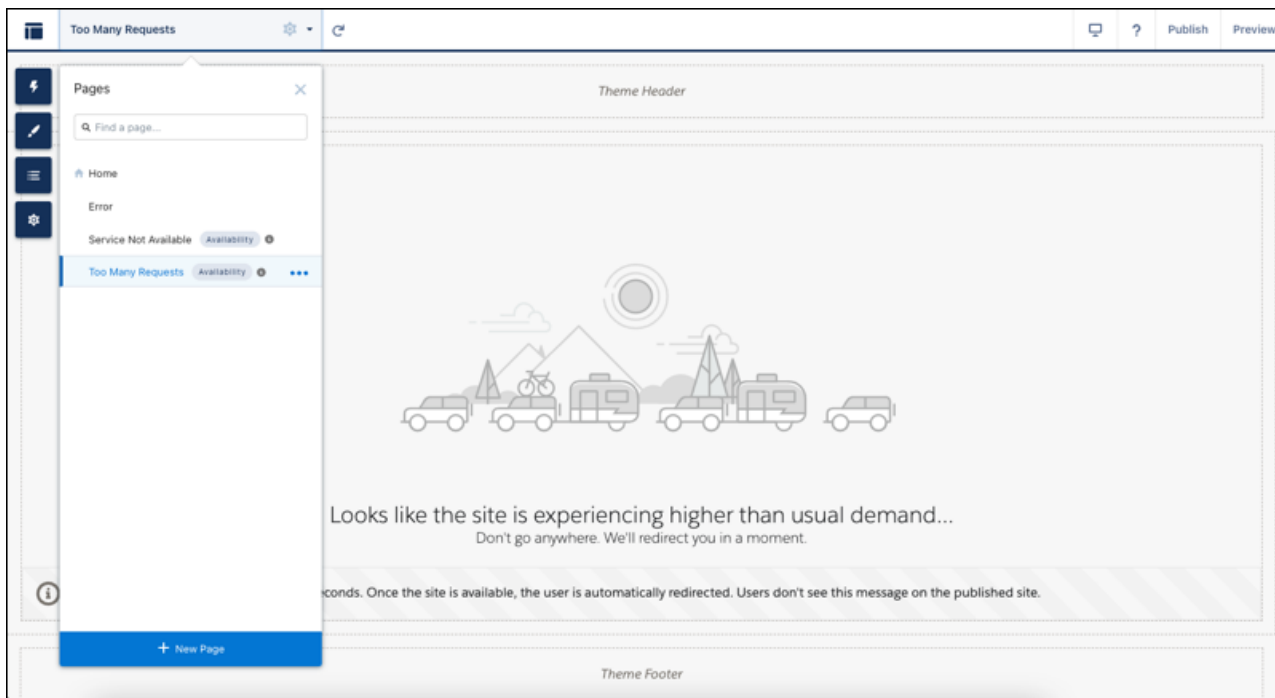 Too Many Requests
?
Publish
Preview
Pages
Find a page...
Theme Header
Home
Error
Service Not Available Availability
Too Many Requests Availability
Looks like the site is experiencing higher than usual demand...
Don't go anywhere. We'll redirect you in a moment.
conds. Once the site is available, the user is automatically redirected. Users don't see this message on the published site.
+ New Page
Theme Footer